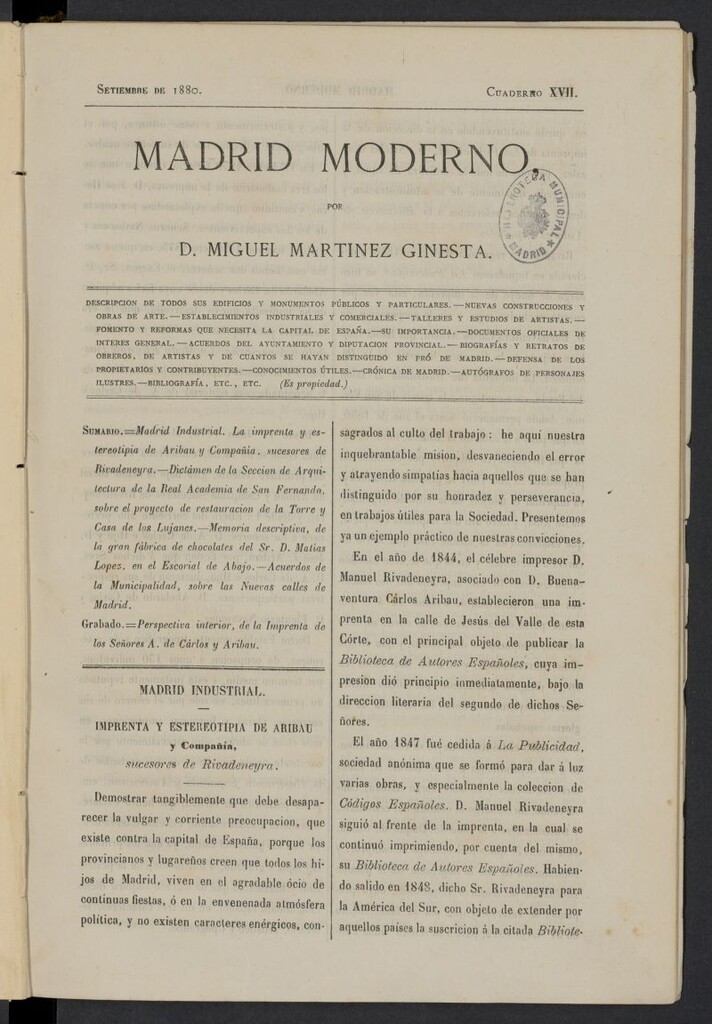 SETIEMBRE DE 1880.
CUADERNO XVII.
MADRID MODERNO,
POR
D. MIGUEL MARTINEZ GINESTA.
HEMEROTECA MUNICIPAL
★ MADRID ★
DESCRIPCION DE TODOS SUS EDIFICIOS Y MONUMENTOS PÚBLICOS Y PARTICULARES.—NUEVAS CONSTRUCCIONES Y
OBRAS DE ARTE.—ESTABLECIMIENTOS INDUSTRIALES Y COMERCIALES.—TALLERES Y ESTUDIOS DE ARTISTAS.—
FOMENTO Y REFORMAS QUE NECESITA LA CAPITAL DE ESPAÑA.—SU IMPORTANCIA.—DOCUMENTOS OFICIALES DE
INTERES GENERAL.—ACUERDOS DEL AYUNTAMIENTO Y DIPUTACION PROVINCIAL.—BIOGRAFÍAS Y RETRATOS DE
OBREROS, DE ARTISTAS Y DE CUANTOS SE HAYAN DISTINGUIDO EN PRÓ DE MADRID.—DEFENSA DE LOS
PROPIETARIOS Y CONTRIBUYENTES.—CONOCIMIENTOS ÚTILES.—CRÓNICA DE MADRID.—AUTÓGRAFOS DE PERSONAJES
ILUSTRES.—BIBLIOGRAFÍA, ETC., ETC. (Es propiedad.)
SUMARIO.=Madrid Industrial. La imprenta y es-
tereotipia de Aribau y Compañía, sucesores de
Rivadeneyra.—Dictámen de la Seccion de Arqui-
tectura de la Real Academia de San Fernando,
sobre el proyecto de restauracion de la Torre y
Casa de los Lujanes.—Memoria descriptiva, de
la gran fábrica de chocolates del Sr. D. Matias
Lopez, en el Escorial de Abajo.—Acuerdos de
la Municipalidad, sobre las Nuevas calles de
Madrid.
Grabado.=Perspectiva interior, de la Imprenta de
los Señores A. de Cárlos y Aribau.
MADRID INDUSTRIAL.
IMPRENTA Y ESTEREOTIPIA DE ARIBAU
y Compañía,
sucesores de Rivadeneyra.
Demostrar tangiblemente que debe desapa-
recer la vulgar y corriente preocupacion, que
existe contra la capital de España, porque los
provincianos y lugareños creen que todos los hi-
jos de Madrid, viven en el agradable ócio de
contínuas fiestas, ó en la envenenada atmósfera
política, y no existen caracteres enérgicos, con-
sagrados al culto del trabajo: he aquí nuestra
inquebrantable mision, desvaneciendo el error
y atrayendo simpatías hacia aquellos que se han
distinguido por su honradez y perseverancia,
en trabajos útiles para la Sociedad. Presentemos
ya un ejemplo práctico de nuestras convicciones.
En el año de 1844, el célebre impresor D.
Manuel Rivadeneyra, asociado con D. Buena-
ventura Cárlos Aribau, establecieron una im-
prenta en la calle de Jesús del Valle de esta
Córte, con el principal objeto de publicar la
Biblioteca de Autores Españoles, cuya im-
presion dió principio inmediatamente, bajo la
direccion literaria del segundo de dichos Se-
ñores.
El año 1847 fué cedida á La Publicidad,
sociedad anónima que se formó para dar á luz
varias obras, y especialmente la coleccion de
Códigos Españoles. D. Manuel Rivadeneyra
siguió al frente de la imprenta, en la cual se
continuó imprimiendo, por cuenta del mismo,
su Biblioteca de Autores Españoles. Habien-
do salido en 1848, dicho Sr. Rivadeneyra para
la América del Sur, con objeto de extender por
aquellos países la suscricion á la citada Bibliote-